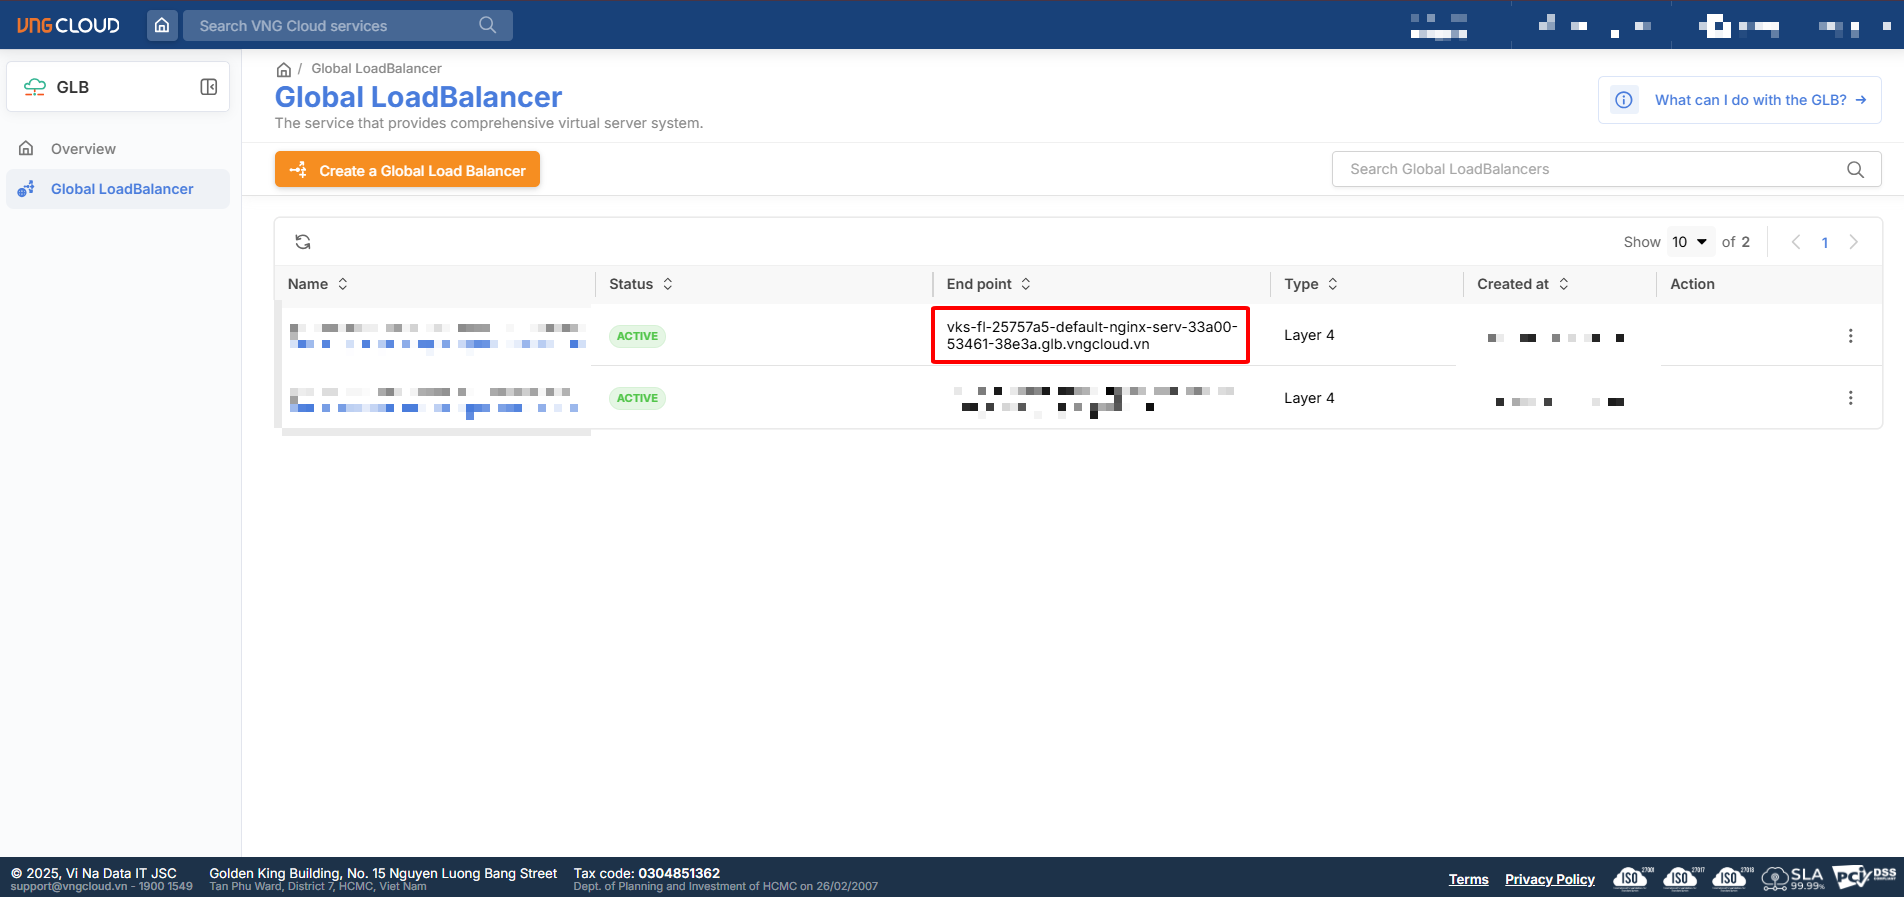 VNG CLOUD
Search VNG Cloud services
GLB
Overview
Global LoadBalancer
/ Global LoadBalancer
Global LoadBalancer
The service that provides comprehensive virtual server system.
What can I do with the GLB?
Create a Global Load Balancer
Search Global LoadBalancers
Show 10 of 2
1
Name Status End point Type Created at Action
ACTIVE
vks-fl-25757a5-default-nginx-serv-33a00-
53461-38e3a.glb.vngcloud.vn
Layer 4
ACTIVE
Layer 4
© 2025, Vi Na Data IT JSC
support@vngcloud.vn - 1900 1549
Golden King Building, No. 15 Nguyen Luong Bang Street
Tan Phu Ward, District 7, HCMC, Viet Nam
Tax code: 0304851362
Dept. of Planning and Investment of HCMC on 26/02/2007
Terms
Privacy Policy
ISO 27001
ISO 27017
ISO 27018
SLA
99.99%
PCI DSS